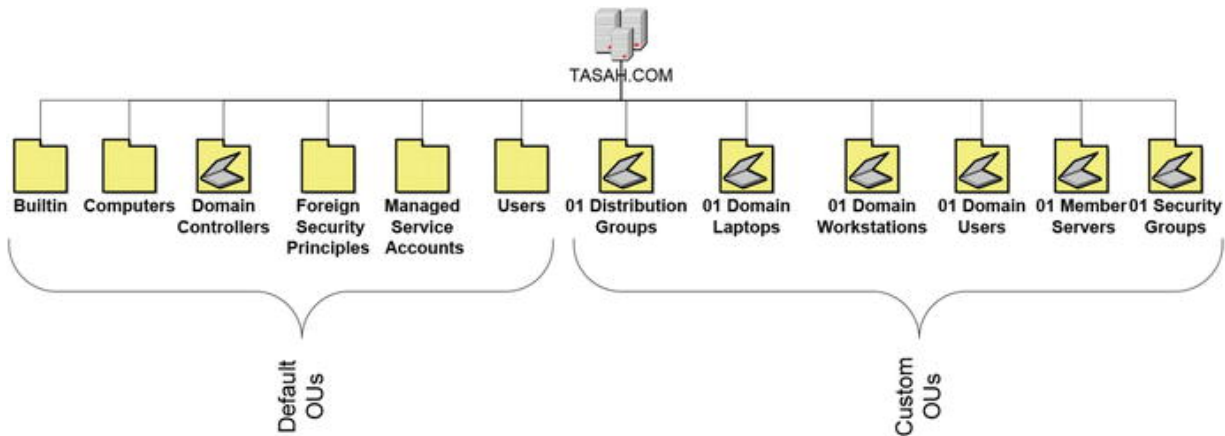 TASAH.COM
Builtin
Computers
Domain
Controllers
Foreign
Security
Principles
Managed
Service
Accounts
Users
01 Distribution
Groups
01 Domain
Laptops
01 Domain
Workstations
01 Domain
Users
01 Member
Servers
01 Security
Groups
Default
OUs
Custom
OUs